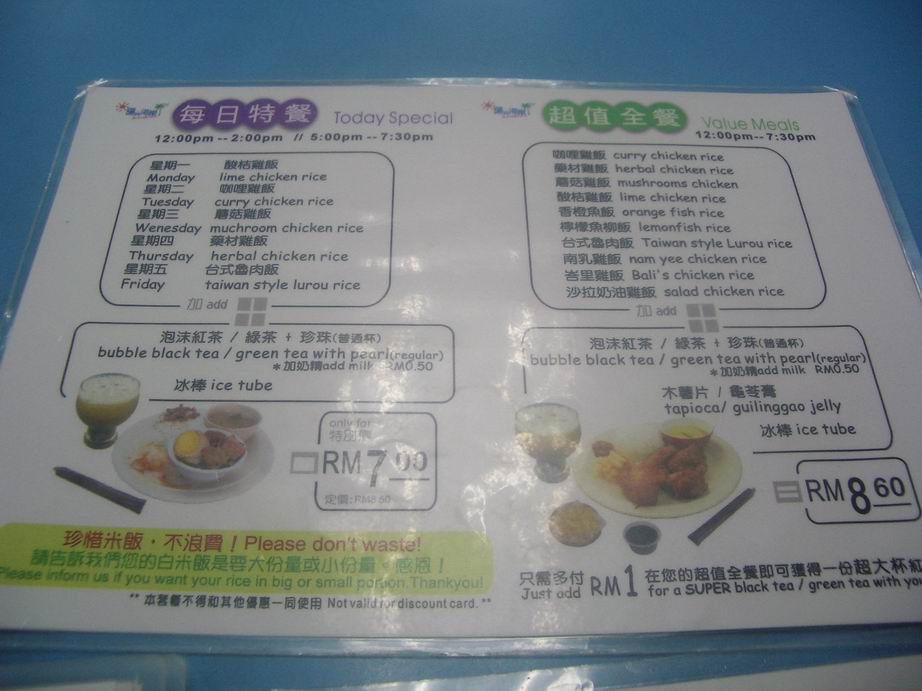 每日特餐 Today Special
12:00pm--2:00pm // 5:00pm--7:30pm
星期一 酸桔雞飯
Monday lime chicken rice
星期二 咖哩雞飯
Tuesday curry chicken rice
星期三 蘑菇雞飯
Wenesday muchroom chicken rice
星期四 藥材雞飯
Thursday herbal chicken rice
星期五 台式魯肉飯
Friday taiwan style lurou rice
加 add
泡沫紅茶 / 綠茶 + 珍珠(普通杯)
bubble black tea / green tea with pearl(regular)
*加奶精add milk RM0.50
冰棒 ice tube
only for
特別價
RM7.00
定價: RM8.50
珍惜米飯，不浪費！Please don't waste!
請告訴我們您的白米飯是要大份量或小份量，感恩！
Please inform us if you want your rice in big or small portion.Thankyou!
** 本套餐不得和其他優惠一同使用 Not valid for discount card. **
超值全餐 Value Meals
12:00pm--7:30pm
咖哩雞飯 curry chicken rice
藥材雞飯 herbal chicken rice
蘑菇雞飯 mushrooms chicken
酸桔雞飯 lime chicken rice
香橙魚飯 orange fish rice
檸檬魚柳飯 lemonfish rice
台式魯肉飯 Taiwan style Lurou rice
南乳雞飯 nam yee chicken rice
峇里雞飯 Bali's chicken rice
沙拉奶油雞飯 salad chicken rice
加 add
泡沫紅茶 / 綠茶 + 珍珠(普通杯)
bubble black tea / green tea with pearl(regular)
*加奶精add milk RM0.50
木薯片 / 龜苓膏
tapioca/ guilinggao jelly
冰棒 ice tube
RM8.60
只需多付
Just add RM1
在您的超值全餐即可獲得一份超大杯紅
for a SUPER black tea / green tea with you